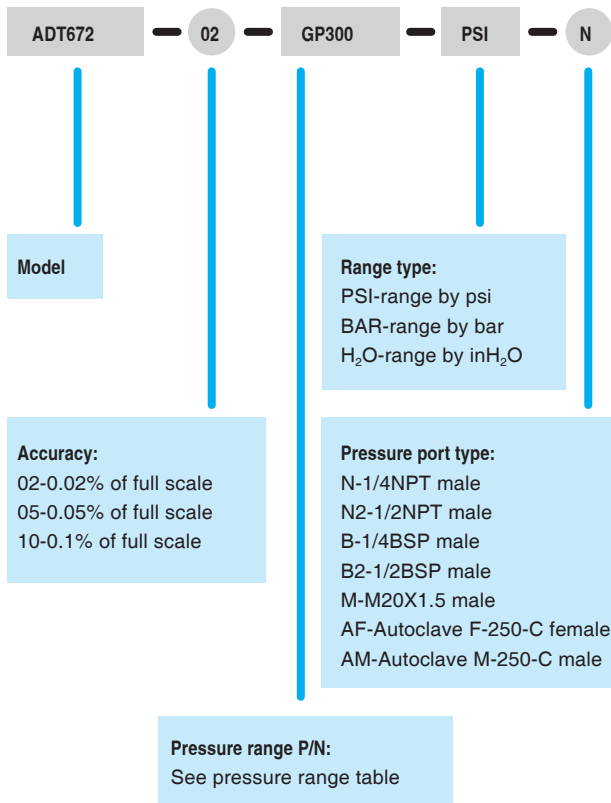 ADT672 02 GP300 PSI N
Model
Range type:
PSI-range by psi
BAR-range by bar
H₂O-range by inH₂O
Accuracy:
02-0.02% of full scale
05-0.05% of full scale
10-0.1% of full scale
Pressure port type:
N-1/4NPT male
N2-1/2NPT male
B-1/4BSP male
B2-1/2BSP male
M-M20X1.5 male
AF-Autoclave F-250-C female
AM-Autoclave M-250-C male
Pressure range P/N:
See pressure range table